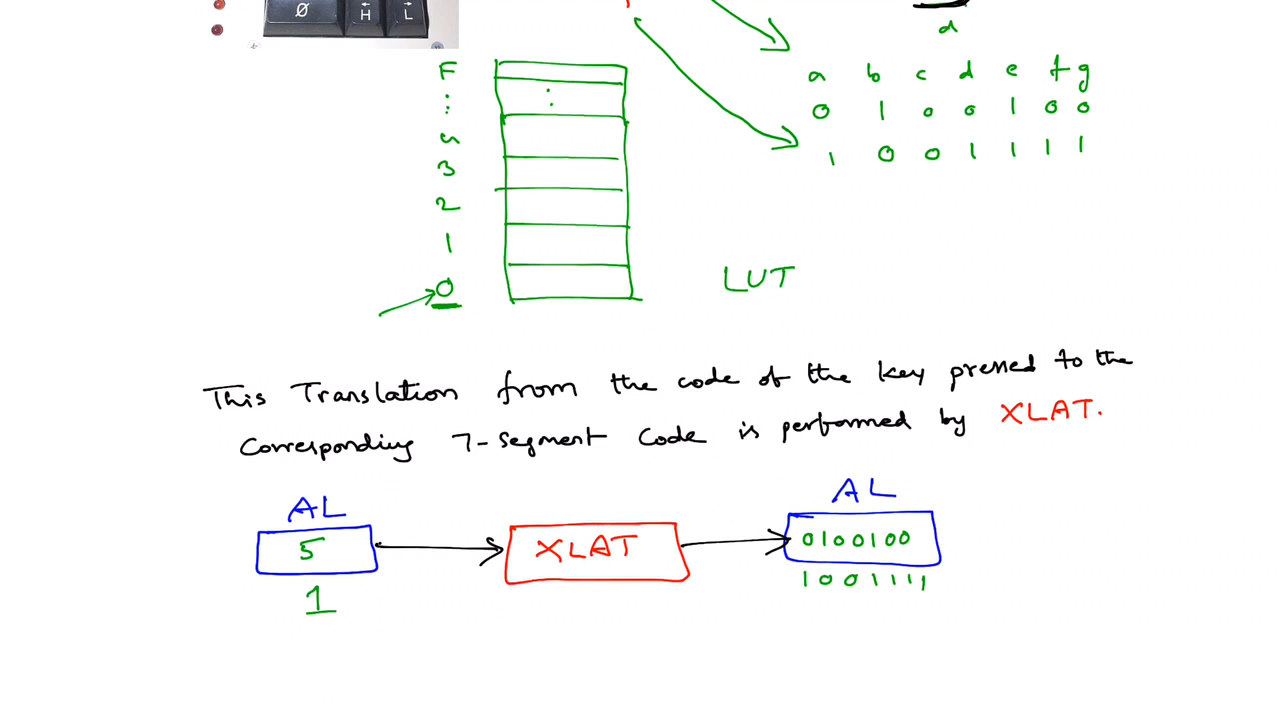 Ø H L
d
a b c d e f g
0 1 0 0 1 0 0
1 0 0 1 1 1 1
F
:
4
3
2
1
0
LUT
This Translation from the code of the key pressed to the
Corresponding 7-Segment Code is performed by XLAT.
AL AL
5 XLAT 0100100
1 1001111